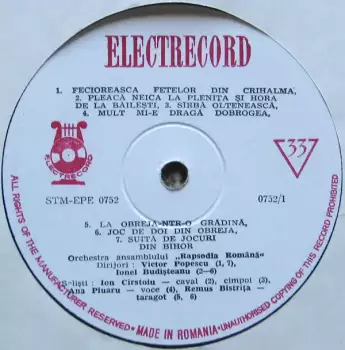 ELECTRECORD
1. FECIOREASCA FETELOR DIN CRIHALMA,
2. PLEACĂ NEICA LA PLENIȚA ȘI HORA
DE LA BĂILEȘTI, 3. SÎRBĂ OLTENEASCĂ,
4. MULT MI-E DRAGĂ DOBROGEA,
ELECTRECORD
33
STM-EPE 0752
0752/1
5. LA OBREJA-NTR-O GRĂDINĂ,
6. JOC DE DOI DIN OBREJA,
7. SUITĂ DE JOCURI
DIN BIHOR
Orchestra ansamblului „Rapsodia Română”
Dirijori : Victor Popescu (1, 7),
Ionel Budișteanu (2—6)
Soliști : Ion Cîrstoiu — caval (2), cimpoi (3),
Ana Piuaru — voce (4), Remus Bistrița —
taragot (5, 6)
ALL RIGHTS OF THE MANUFACTURER RESERVED • MADE IN ROMANIA • UNAUTHORISED COPYING OF THIS RECORD PROHIBITED